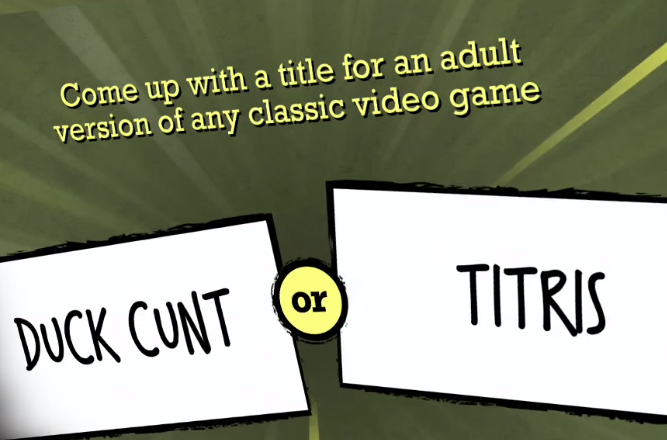 Come up with a title for an adult
version of any classic video game
DUCK CUNT
or
TITRIS